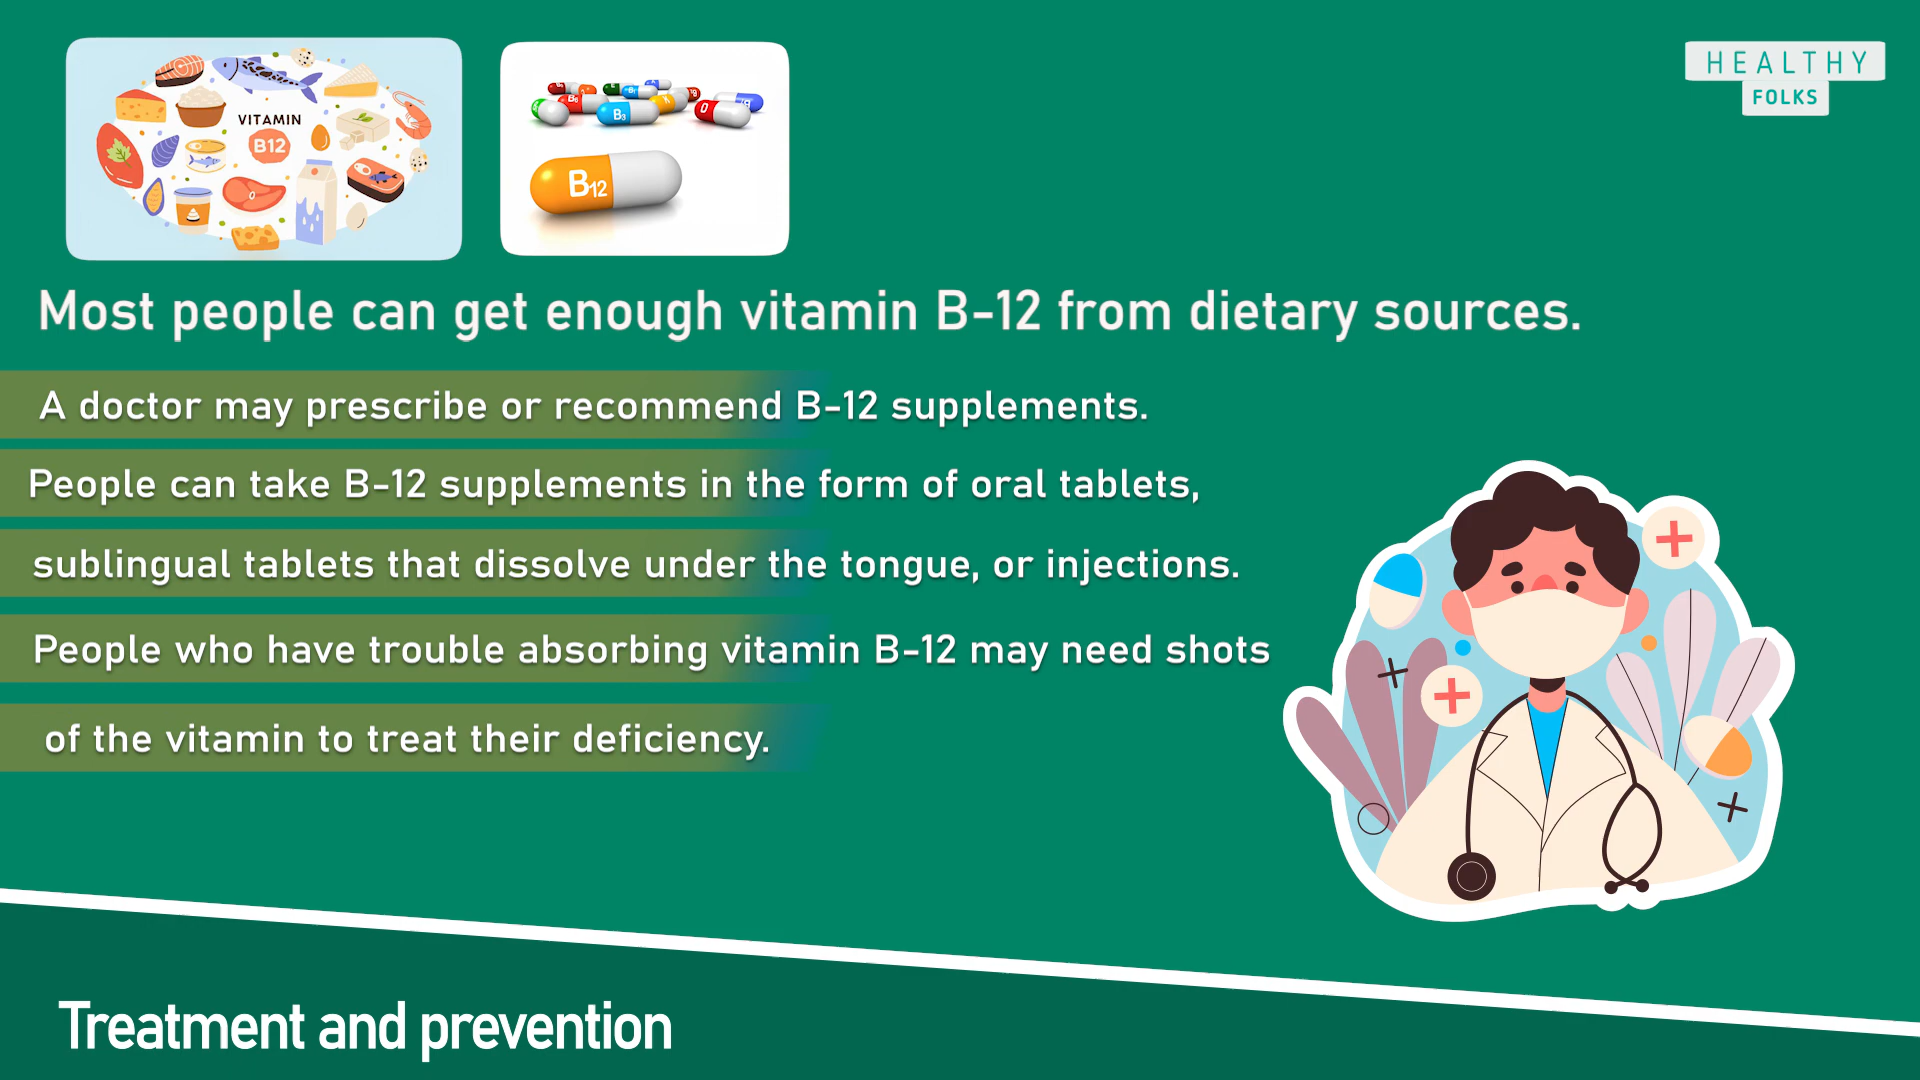 VITAMIN
B12
B6
B1
B3
B12
HEALTHY
FOLKS
Most people can get enough vitamin B-12 from dietary sources.
A doctor may prescribe or recommend B-12 supplements.
People can take B-12 supplements in the form of oral tablets,
sublingual tablets that dissolve under the tongue, or injections.
People who have trouble absorbing vitamin B-12 may need shots
of the vitamin to treat their deficiency.
Treatment and prevention